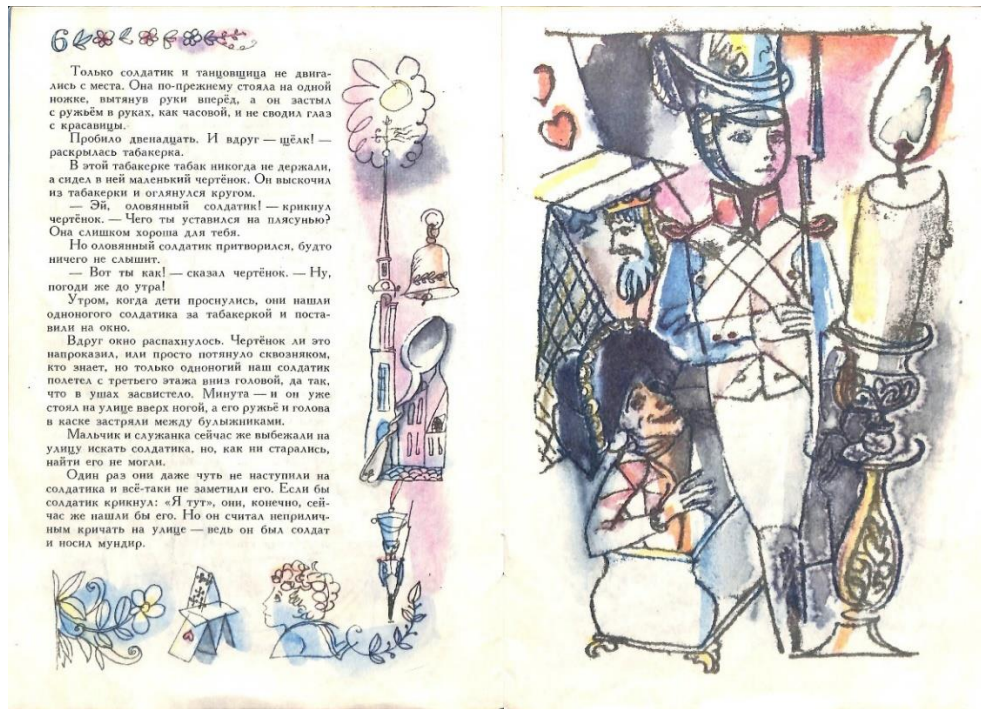 6
Только солдатик и танцовщица не двига-
лись с места. Она по-прежнему стояла на одной
ножке, вытянув руки вперёд, а он застыл
с ружьём в руках, как часовой, и не сводил глаз
с красавицы.
Пробило двенадцать. И вдруг — щёлк! —
раскрылась табакерка.
В этой табакерке табак никогда не держали,
а сидел в ней маленький чертёнок. Он выскочил
из табакерки и оглянулся кругом.
— Эй, оловянный солдатик! — крикнул
чертёнок. — Чего ты уставился на плясунью?
Она слишком хороша для тебя.
Но оловянный солдатик притворился, будто
ничего не слышит.
— Вот ты как! — сказал чертёнок. — Ну,
погоди же до утра!
Утром, когда дети проснулись, они нашли
одноногого солдатика за табакеркой и поста-
вили на окно.
Вдруг окно распахнулось. Чертёнок ли это
напроказил, или просто потянуло сквозняком,
кто знает, но только одноногий наш солдатик
полетел с третьего этажа вниз головой, да так,
что в ушах засвистело. Минута — и он уже
стоял на улице вверх ногой, а его ружьё и голова
в каске застряли между булыжниками.
Мальчик и служанка сейчас же выбежали на
улицу искать солдатика, но, как ни старались,
найти его не могли.
Один раз они даже чуть не наступили на
солдатика и всё-таки не заметили его. Если бы
солдатик крикнул: «Я тут», они, конечно, сей-
час же нашли бы его. Но он считал неприлич-
ным кричать на улице — ведь он был солдат
и носил мундир.